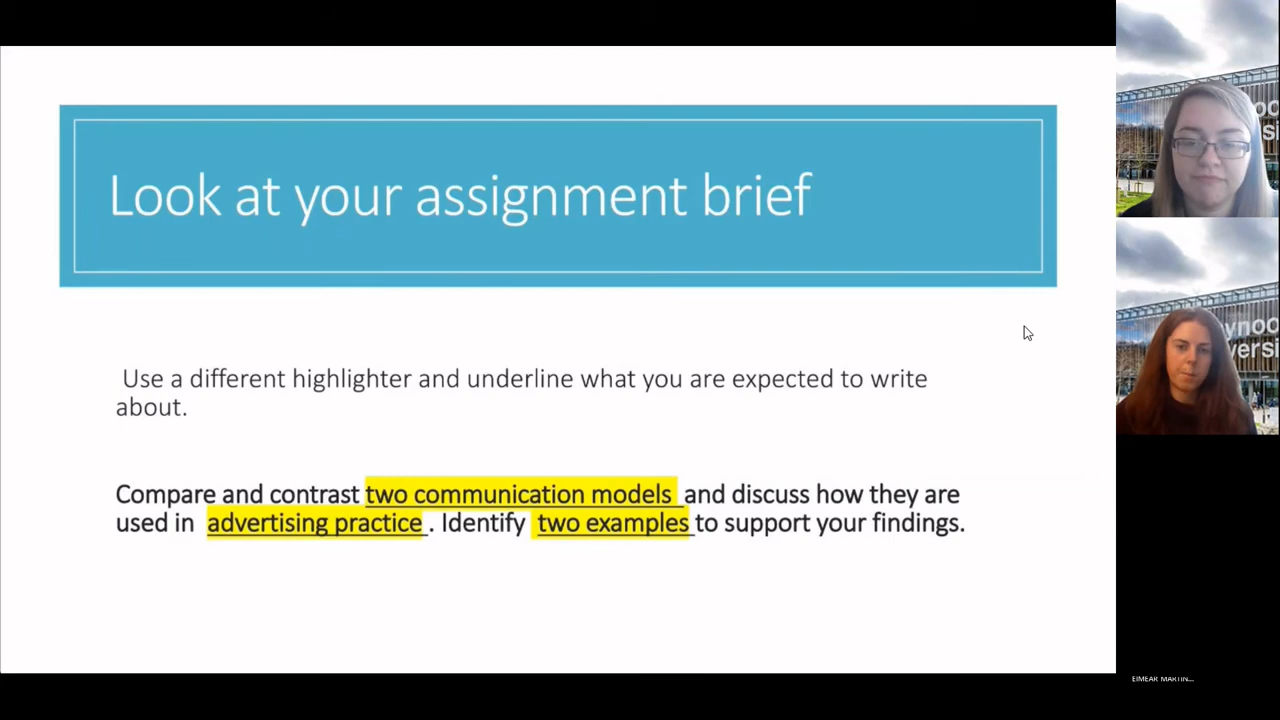 Look at your assignment brief
Use a different highlighter and underline what you are expected to write
about.
Compare and contrast two communication models and discuss how they are
used in advertising practice . Identify two examples to support your findings.
EIMEAR MARTIN...